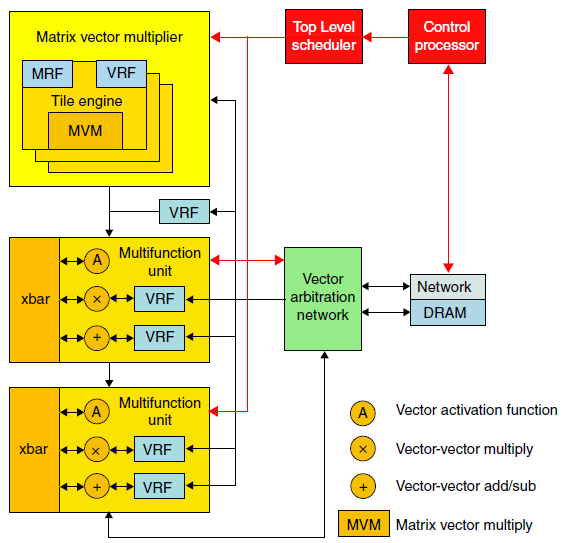 Matrix vector multiplier
MRF
VRF
Tile engine
MVM
Top Level
scheduler
Control
processor
VRF
xbar
A
Multifunction
unit
×
VRF
+
VRF
Vector
arbitration
network
Network
DRAM
xbar
A
Multifunction
unit
×
VRF
+
VRF
A Vector activation function
× Vector-vector multiply
+ Vector-vector add/sub
MVM Matrix vector multiply